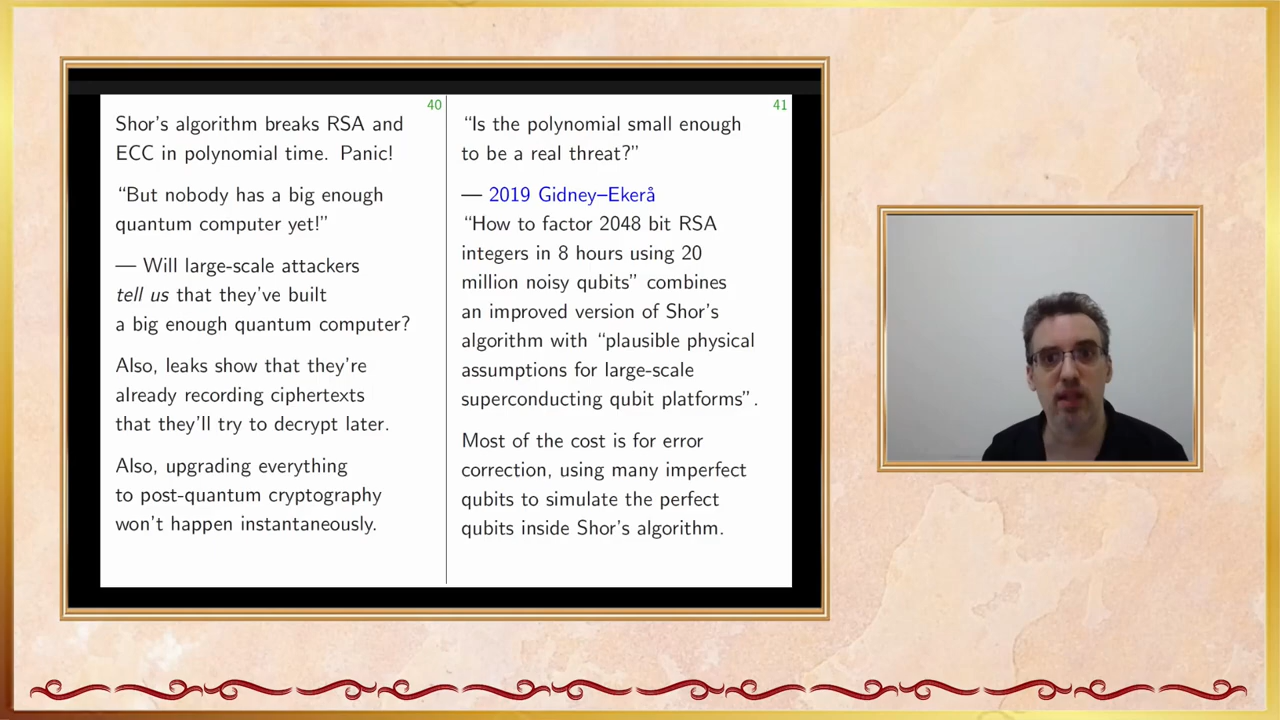 40
Shor's algorithm breaks RSA and
ECC in polynomial time. Panic!
“But nobody has a big enough
quantum computer yet!”
— Will large-scale attackers
tell us that they've built
a big enough quantum computer?
Also, leaks show that they're
already recording ciphertexts
that they'll try to decrypt later.
Also, upgrading everything
to post-quantum cryptography
won't happen instantaneously.
41
“Is the polynomial small enough
to be a real threat?”
— 2019 Gidney–Ekerå
“How to factor 2048 bit RSA
integers in 8 hours using 20
million noisy qubits” combines
an improved version of Shor's
algorithm with “plausible physical
assumptions for large-scale
superconducting qubit platforms”.
Most of the cost is for error
correction, using many imperfect
qubits to simulate the perfect
qubits inside Shor's algorithm.